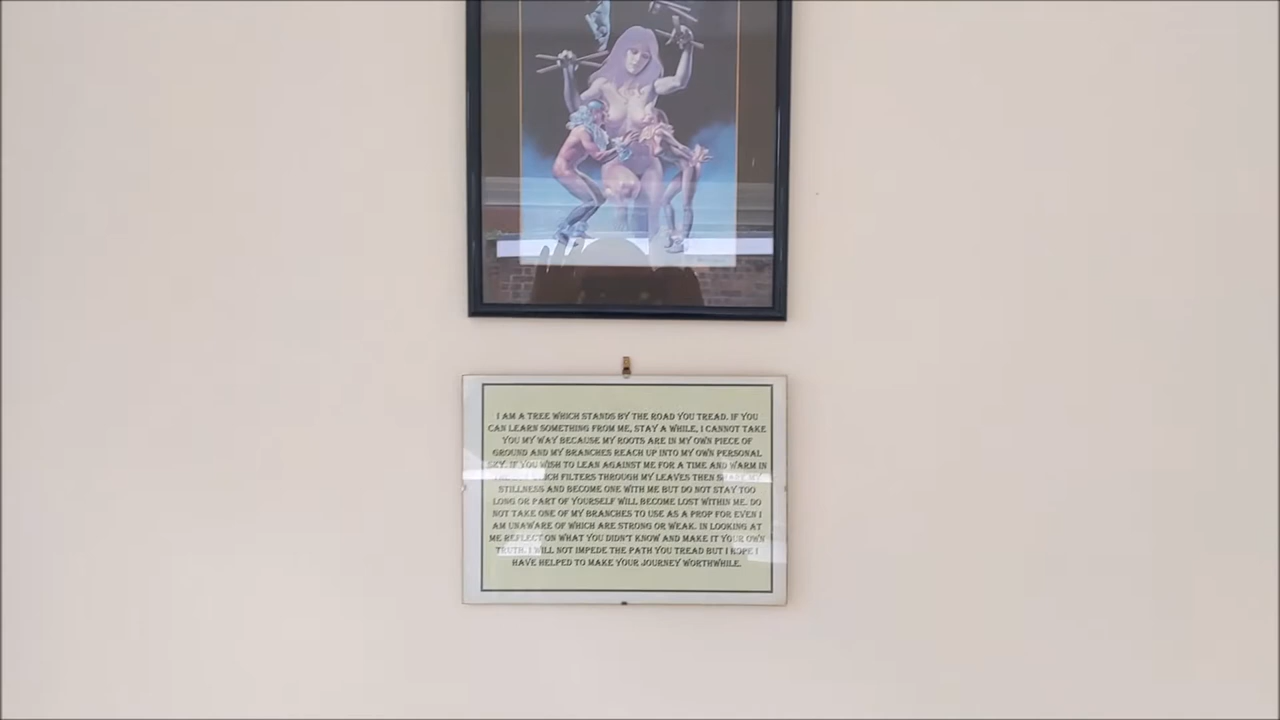 I AM A TREE WHICH STANDS BY THE ROAD YOU TREAD. IF YOU
CAN LEARN SOMETHING FROM ME, STAY A WHILE, I CANNOT TAKE
YOU MY WAY BECAUSE MY ROOTS ARE IN MY OWN PIECE OF
GROUND AND MY BRANCHES REACH UP INTO MY OWN PERSONAL
SKY. IF YOU WISH TO LEAN AGAINST ME FOR A TIME AND WARM IN
WHICH FILTERS THROUGH MY LEAVES THEN SHARE MY
STILLNESS AND BECOME ONE WITH ME BUT DO NOT STAY TOO
LONG OR PART OF YOURSELF WILL BECOME LOST WITHIN ME. DO
NOT TAKE ONE OF MY BRANCHES TO USE AS A PROP FOR EVEN I
AM UNAWARE OF WHICH ARE STRONG OR WEAK. IN LOOKING AT
ME REFLECT ON WHAT YOU DIDN'T KNOW AND MAKE IT YOUR OWN
TRUTH. I WILL NOT IMPEDE THE PATH YOU TREAD BUT I HOPE I
HAVE HELPED TO MAKE YOUR JOURNEY WORTHWHILE.